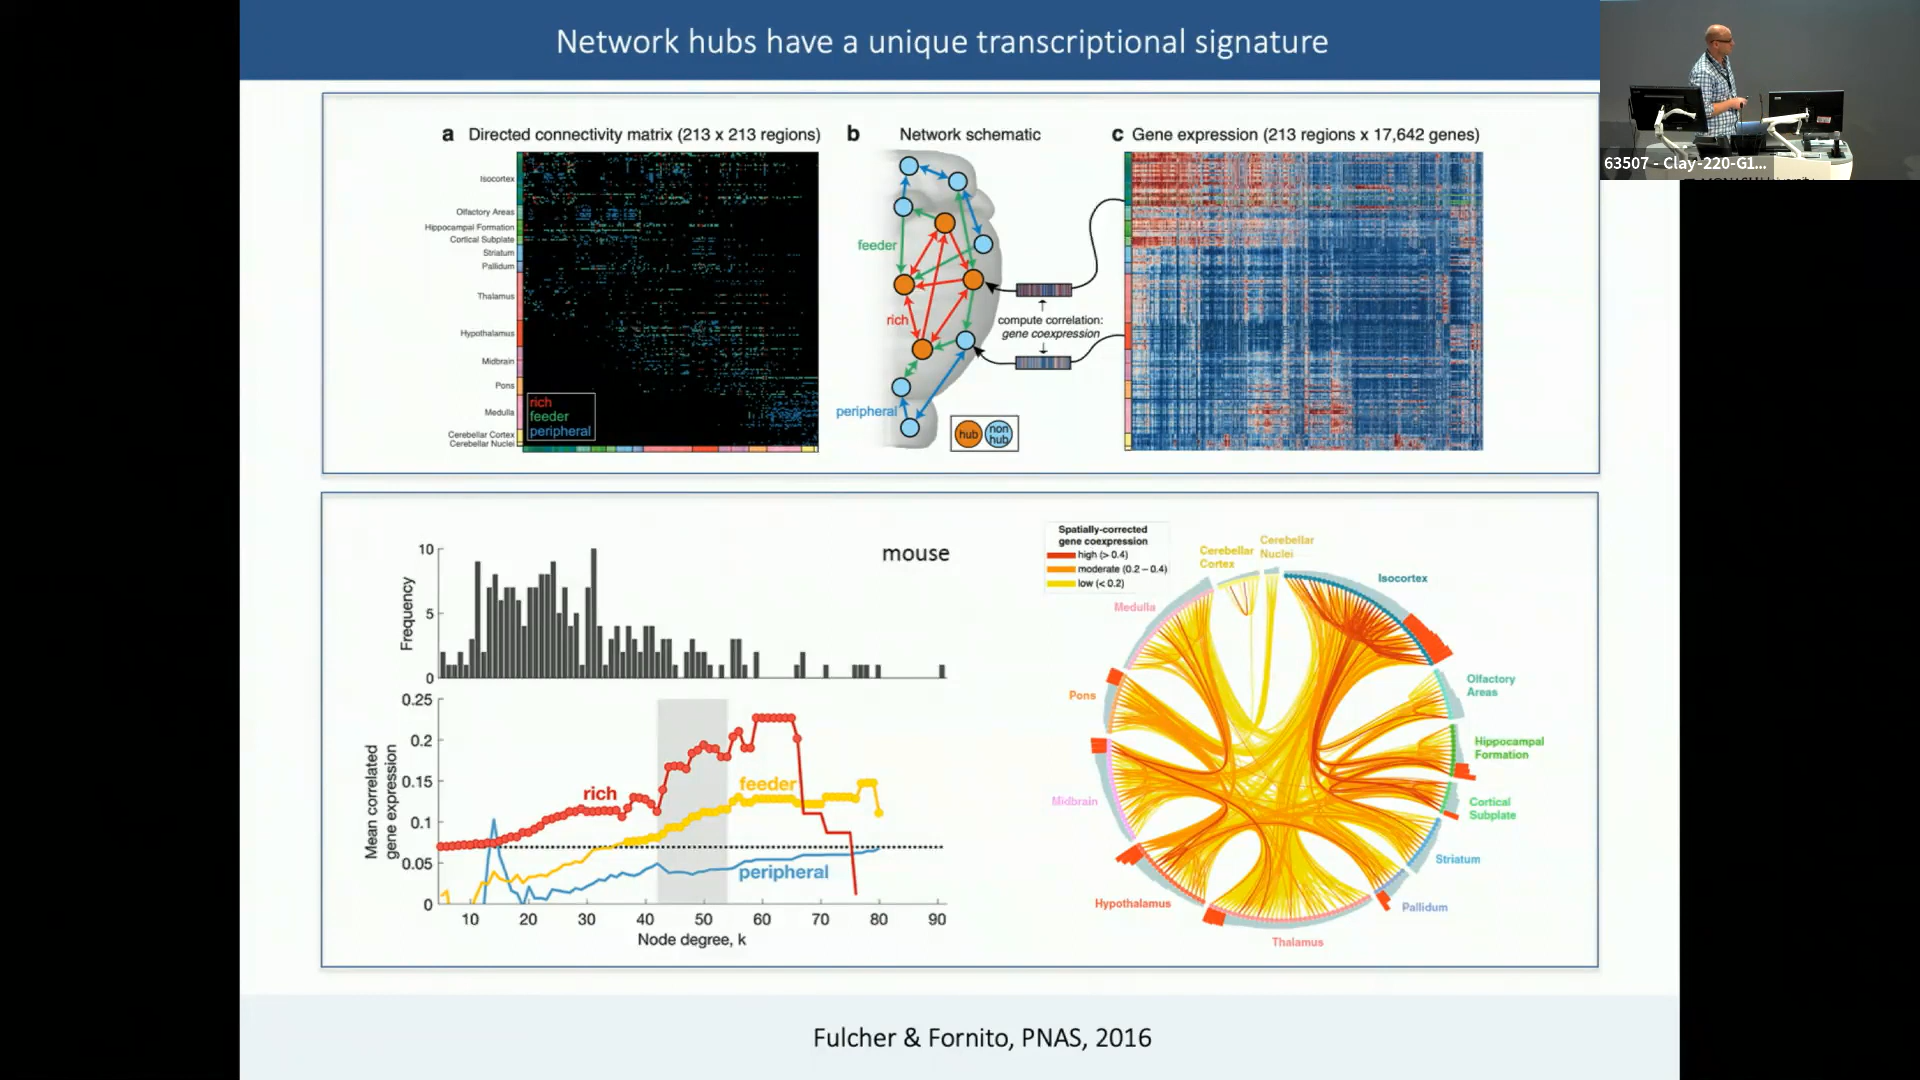 Network hubs have a unique transcriptional signature
63507 - Clay-220-G1...
a Directed connectivity matrix (213 x 213 regions)
Isocortex
Olfactory Areas
Hippocampal Formation
Cortical Subplate
Striatum
Pallidum
Thalamus
Hypothalamus
Midbrain
Pons
Medulla
Cerebellar Cortex
Cerebellar Nuclei
rich
feeder
peripheral
b Network schematic
feeder
rich
peripheral
hub
non
hub
compute correlation:
gene coexpression
c Gene expression (213 regions x 17,642 genes)
mouse
Frequency
10
5
0
Mean correlated
gene expression
0.25
0.2
0.15
0.1
0.05
0
rich
feeder
peripheral
10 20 30 40 50 60 70 80 90
Node degree, k
Spatially-corrected
gene coexpression
high (> 0.4)
moderate (0.2 – 0.4)
low (< 0.2)
Cerebellar
Cortex
Cerebellar
Nuclei
Isocortex
Olfactory
Areas
Hippocampal
Formation
Cortical
Subplate
Striatum
Pallidum
Thalamus
Hypothalamus
Midbrain
Pons
Medulla
Fulcher & Fornito, PNAS, 2016